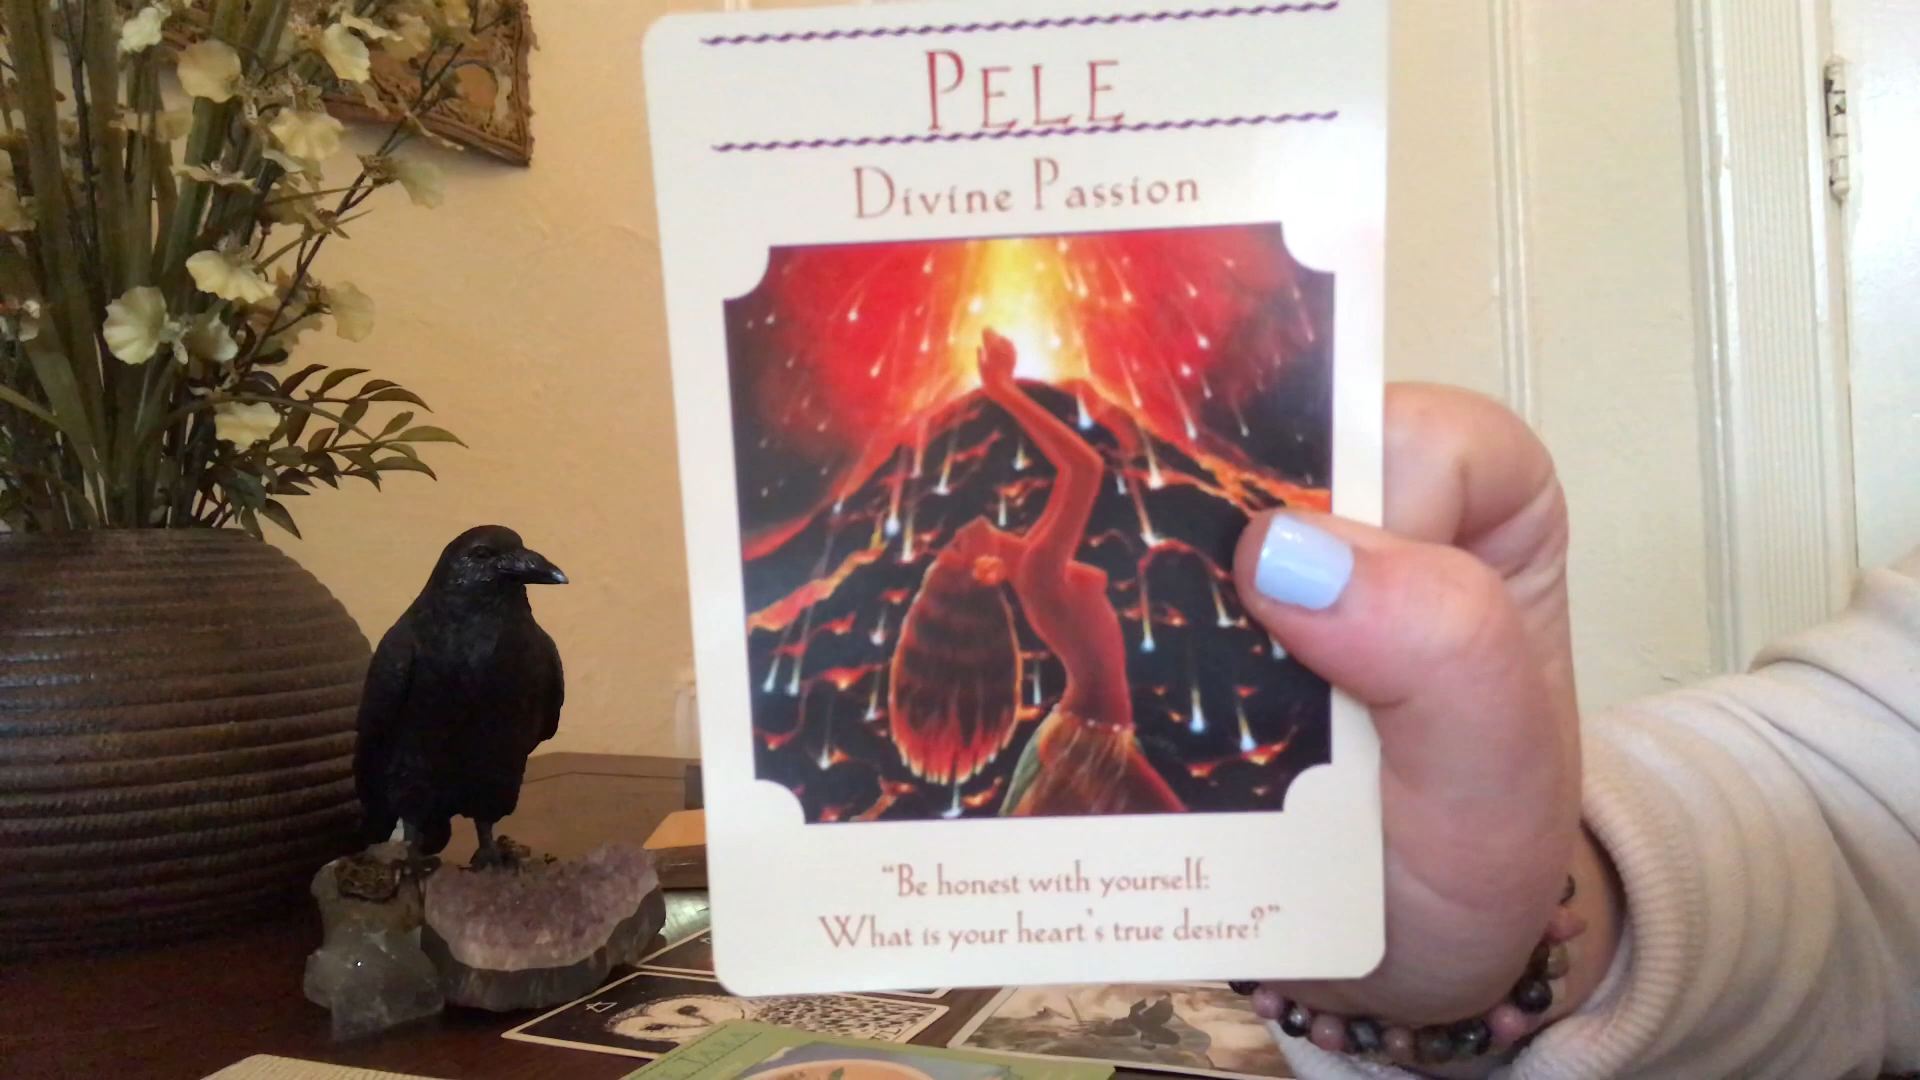 PELE
Divine Passion
“Be honest with yourself:
What is your heart's true desire?”